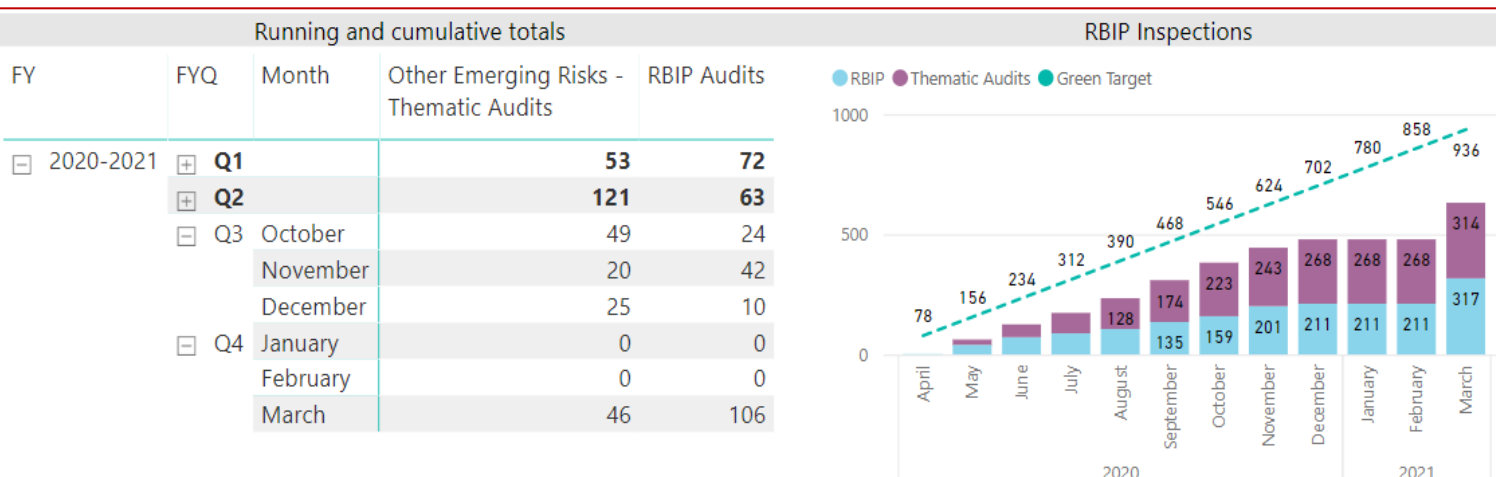 Running and cumulative totals
FY FYQ Month Other Emerging Risks - RBIP Audits
Thematic Audits
2020-2021 Q1 53 72
Q2 121 63
Q3 October 49 24
November 20 42
December 25 10
Q4 January 0 0
February 0 0
March 46 106
RBIP Inspections
RBIP Thematic Audits Green Target
1000
500
0
78 156 234 312 390 468 546 624 702 780 858 936
128 174 223 243 268 268 268 314
135 159 201 211 211 211 317
April May June July August September October November December January February March
2020 2021